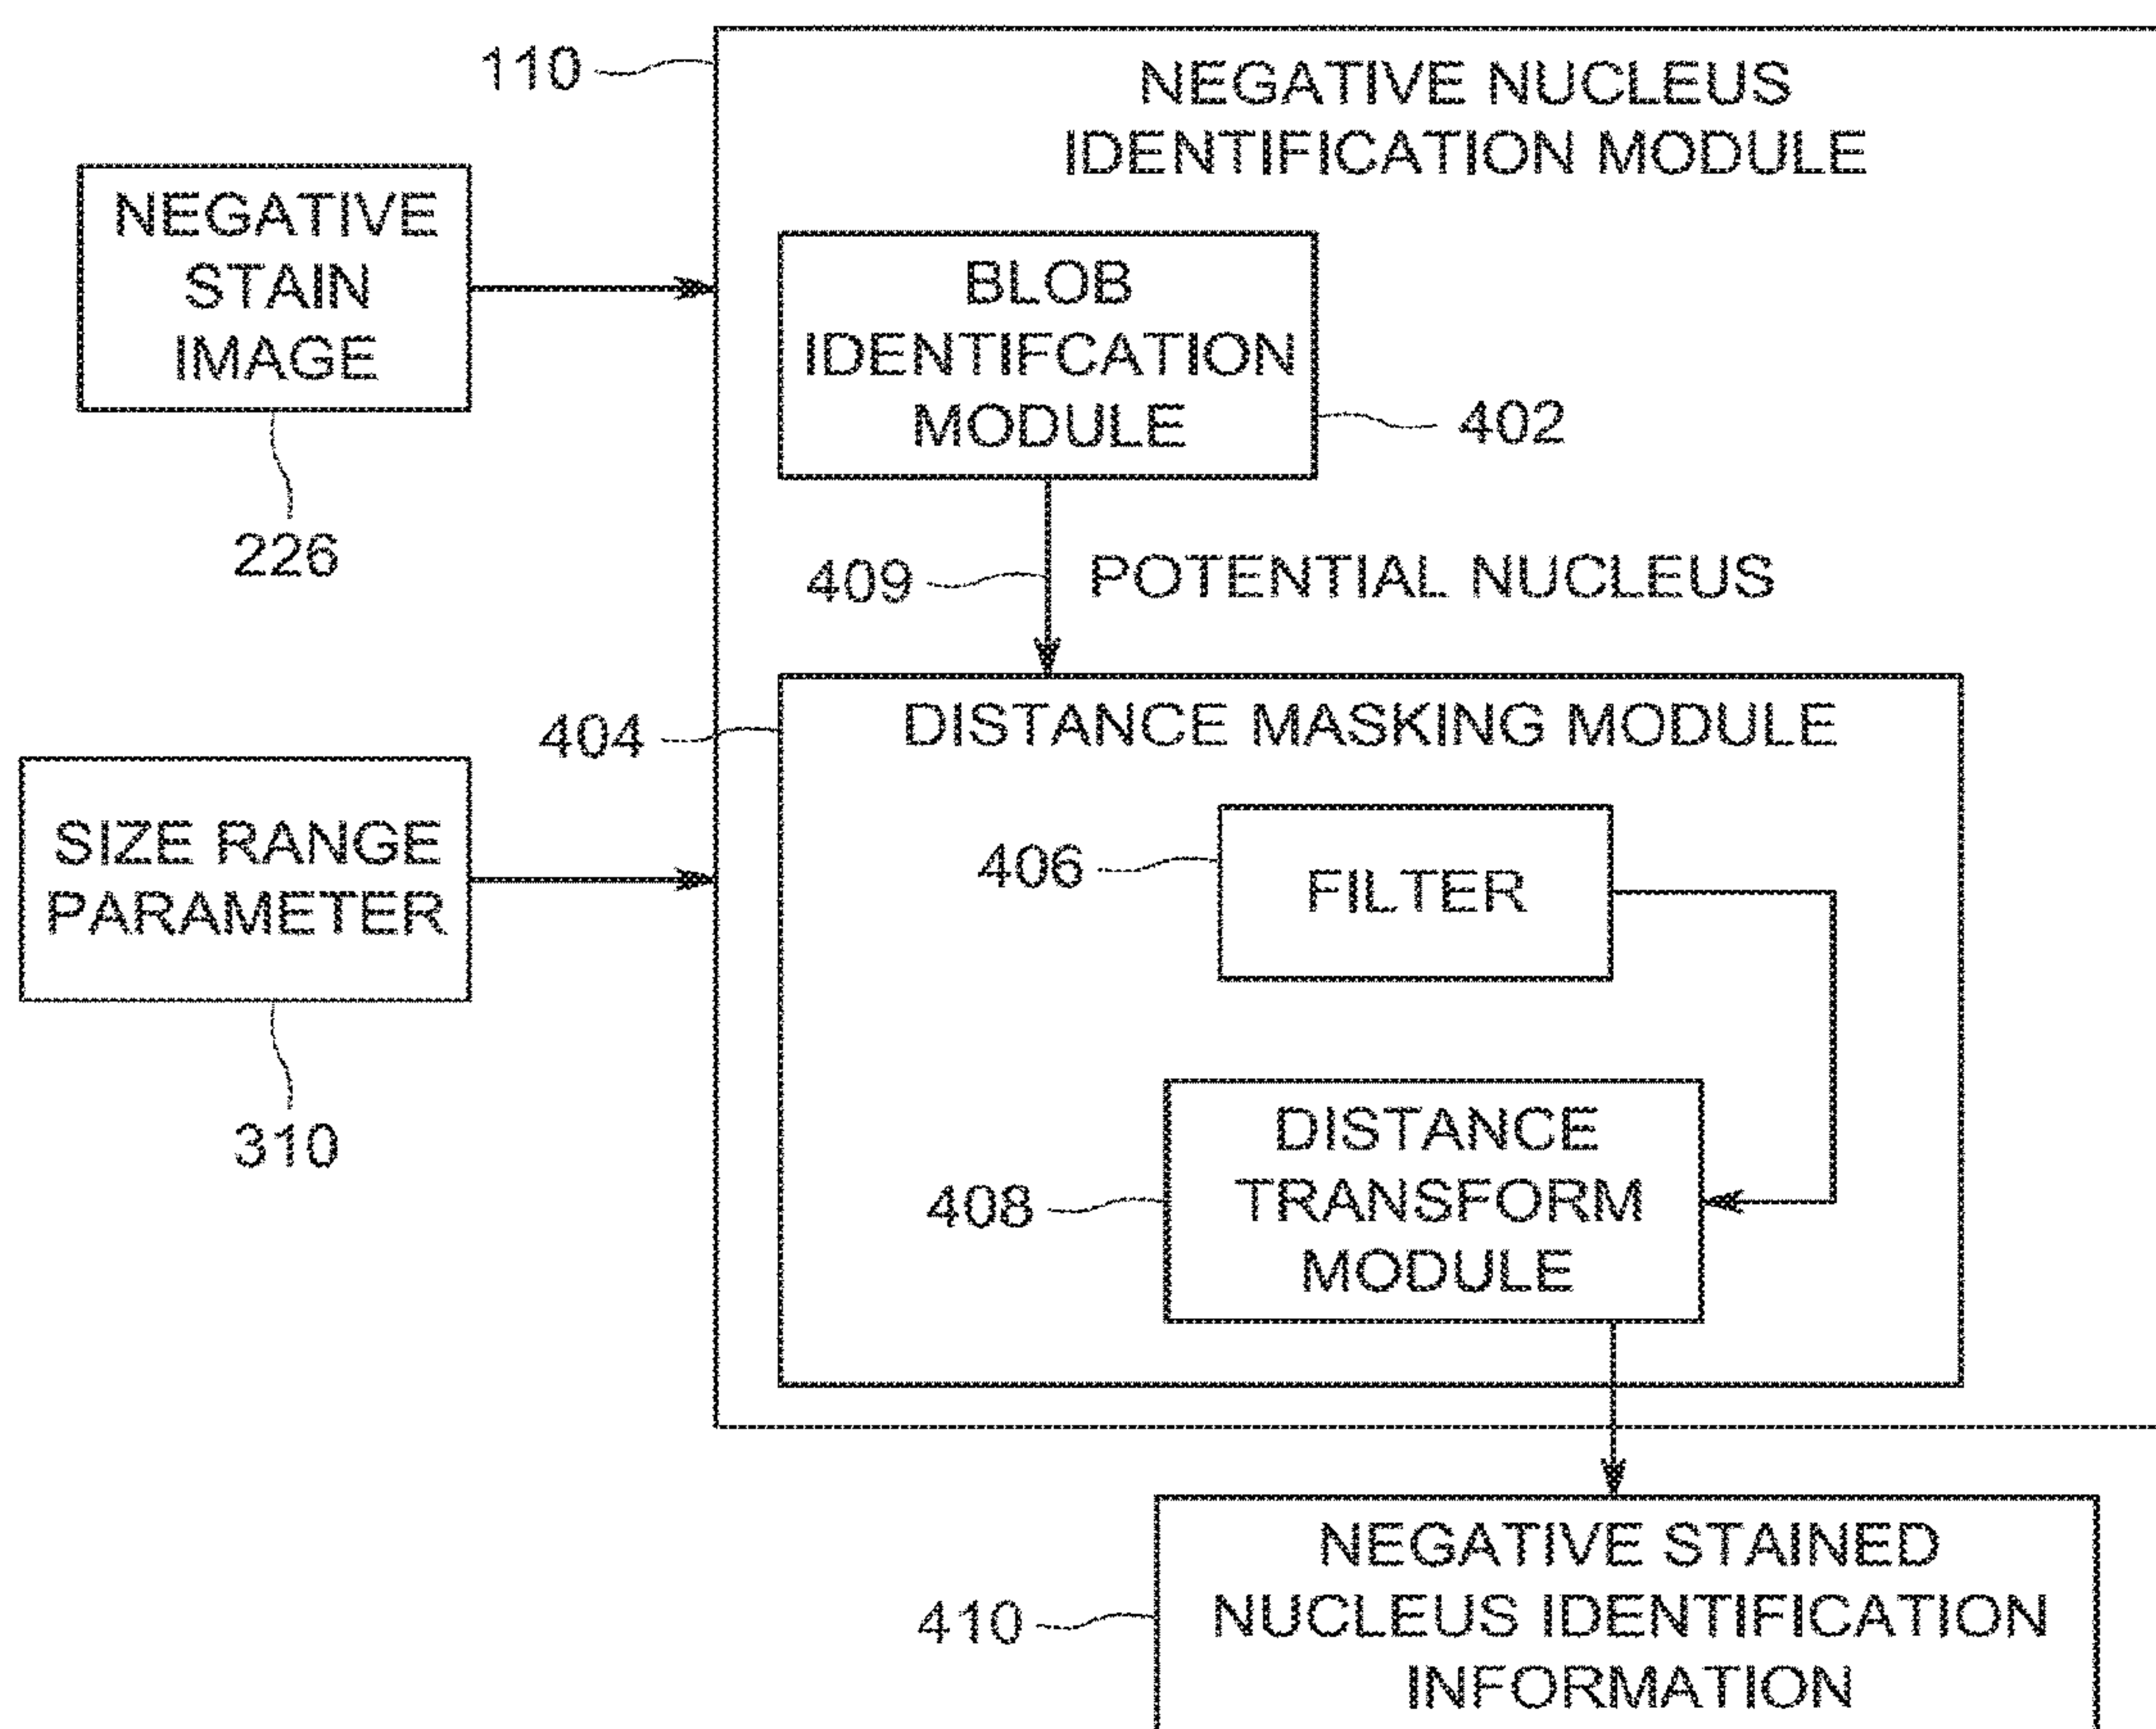 110
NEGATIVE NUCLEUS
IDENTIFICATION MODULE
NEGATIVE
STAIN
IMAGE
226
BLOB
IDENTIFCATION
MODULE
402
409
POTENTIAL NUCLEUS
404
DISTANCE MASKING MODULE
SIZE RANGE
PARAMETER
310
406
FILTER
408
DISTANCE
TRANSFORM
MODULE
410
NEGATIVE STAINED
NUCLEUS IDENTIFICATION
INFORMATION